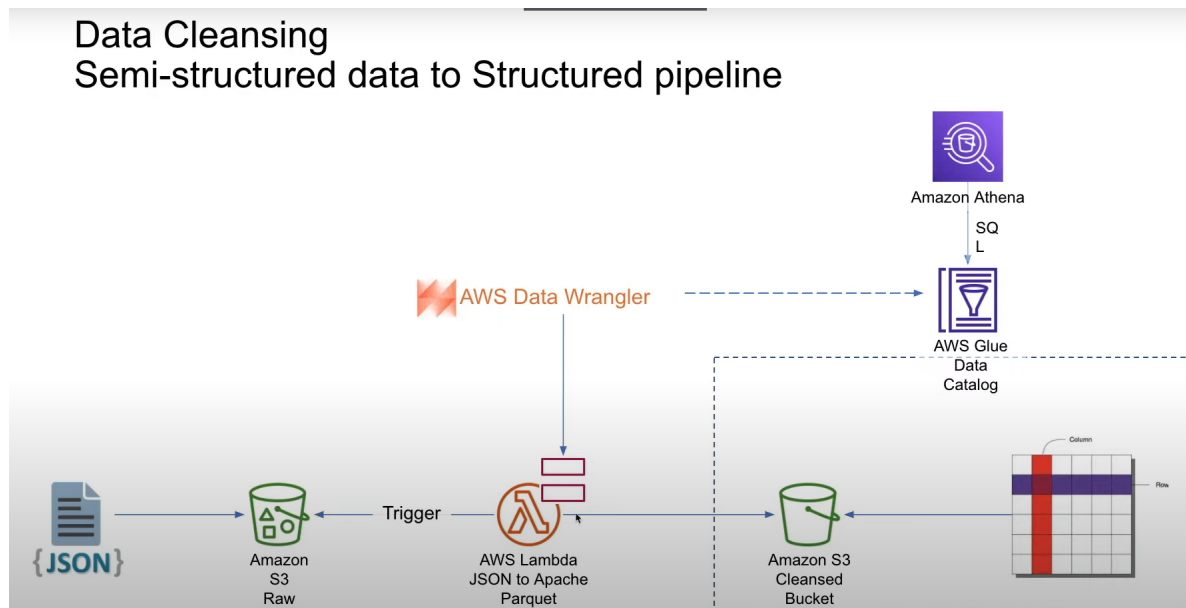 Data Cleansing
Semi-structured data to Structured pipeline
Amazon Athena
SQ
L
AWS Data Wrangler
AWS Glue
Data
Catalog
Column
Row
Trigger
{JSON}
Amazon
S3
Raw
AWS Lambda
JSON to Apache
Parquet
Amazon S3
Cleansed
Bucket